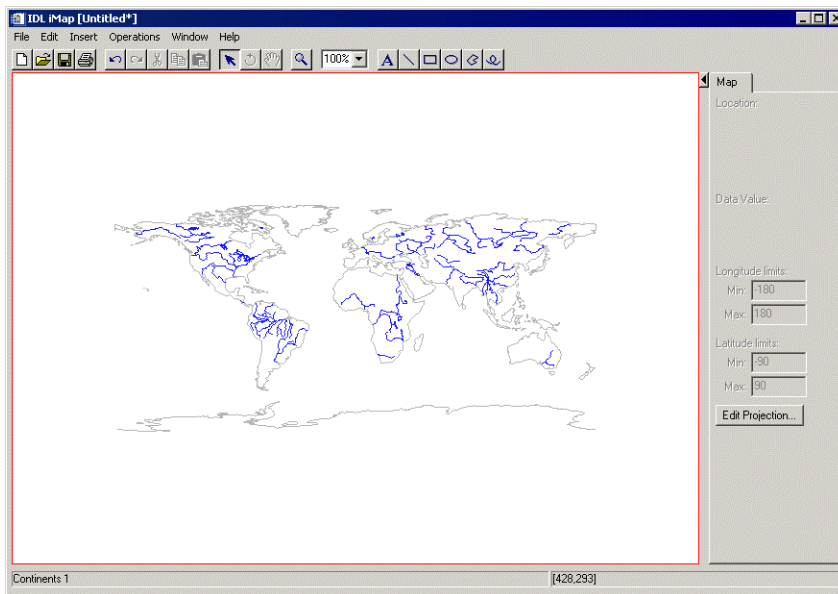 IDL iMap [Untitled*]
File Edit Insert Operations Window Help
100% A
Map
Location:
Data Value:
Longitude limits:
Min: -180
Max: 180
Latitude limits:
Min: -90
Max: 90
Edit Projection...
Continents 1 [428,293]